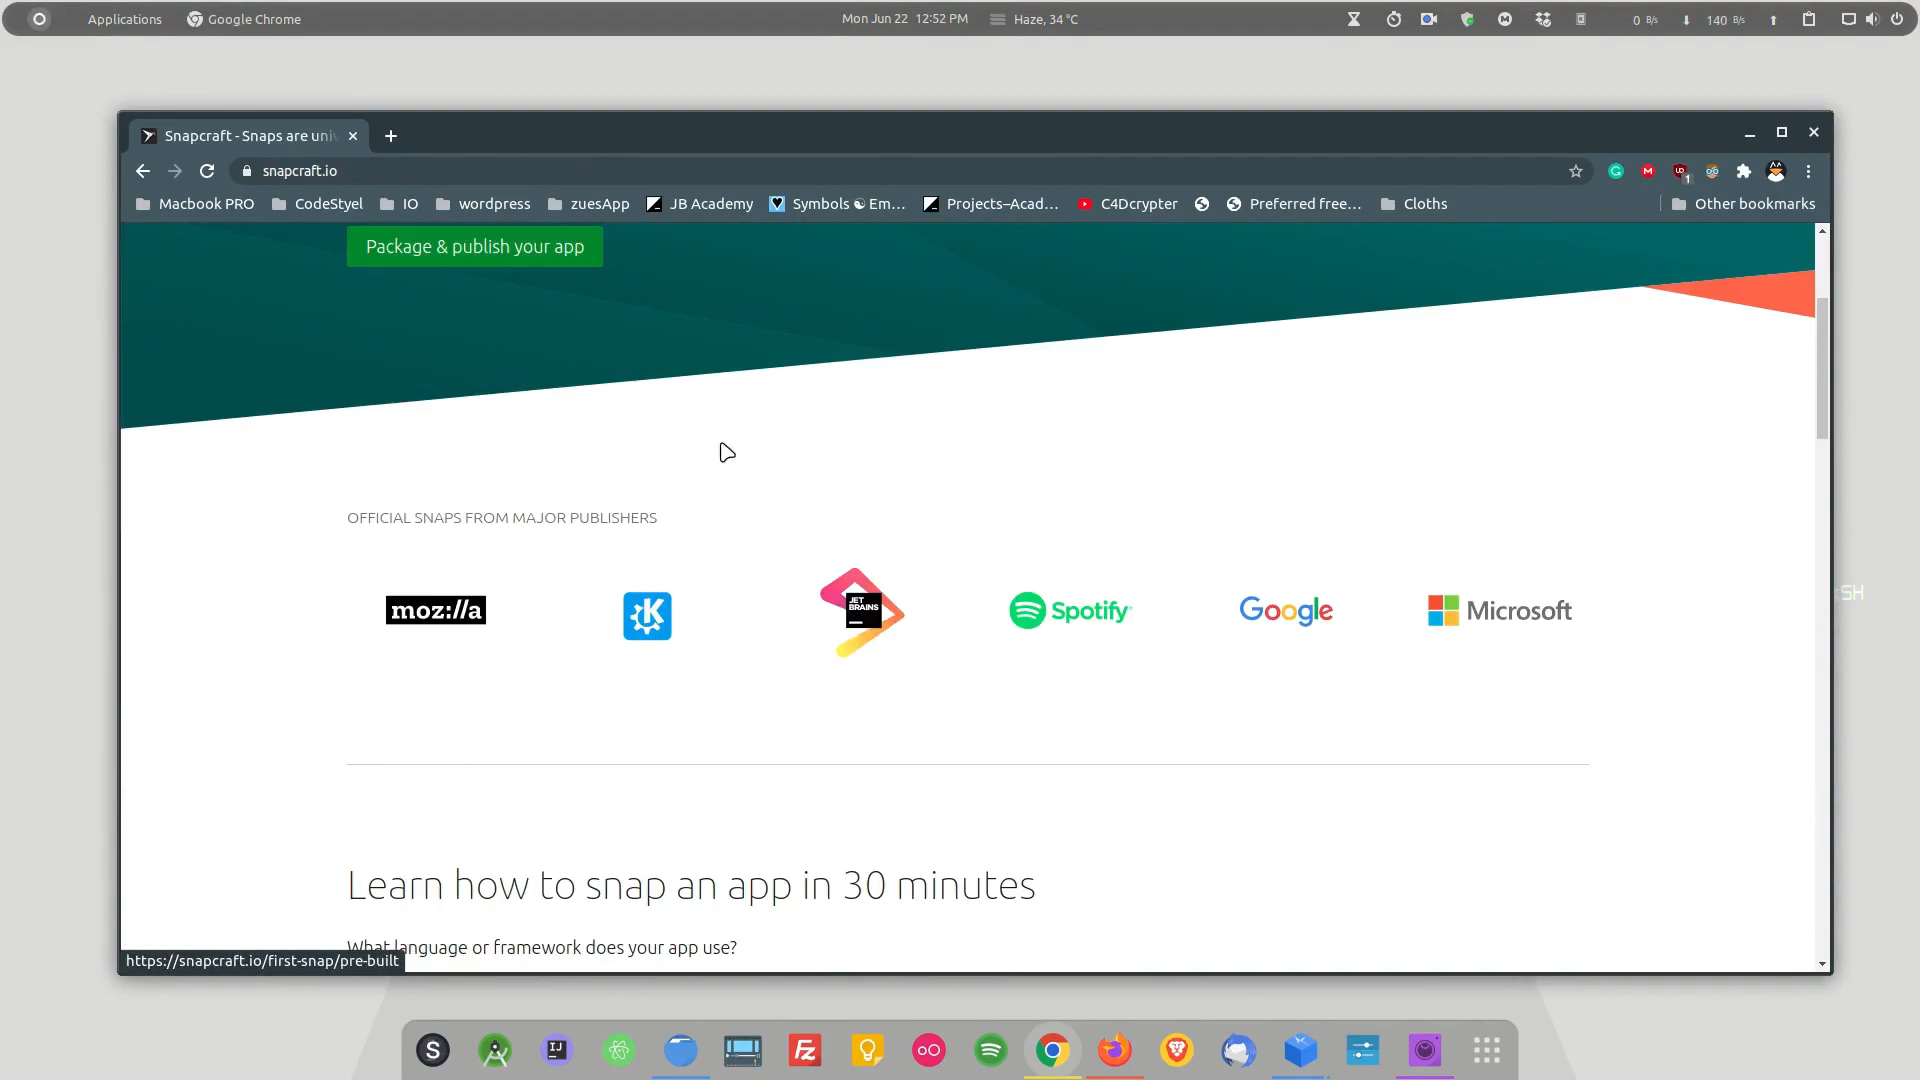 Applications Google Chrome Mon Jun 22 12:52 PM Haze, 34 °C 0 B/s 140 B/s
Snapcraft - Snaps are uni
snapcraft.io
1
Macbook PRO CodeStyel IO wordpress zuesApp JB Academy Symbols ☯ Em... Projects–Acad... C4Dcrypter Preferred free... Cloths Other bookmarks
Package & publish your app
OFFICIAL SNAPS FROM MAJOR PUBLISHERS
moz://a
JET BRAINS
Spotify
Google
Microsoft
SH
Learn how to snap an app in 30 minutes
What language or framework does your app use?
https://snapcraft.io/first-snap/pre-built
S IJ Fz